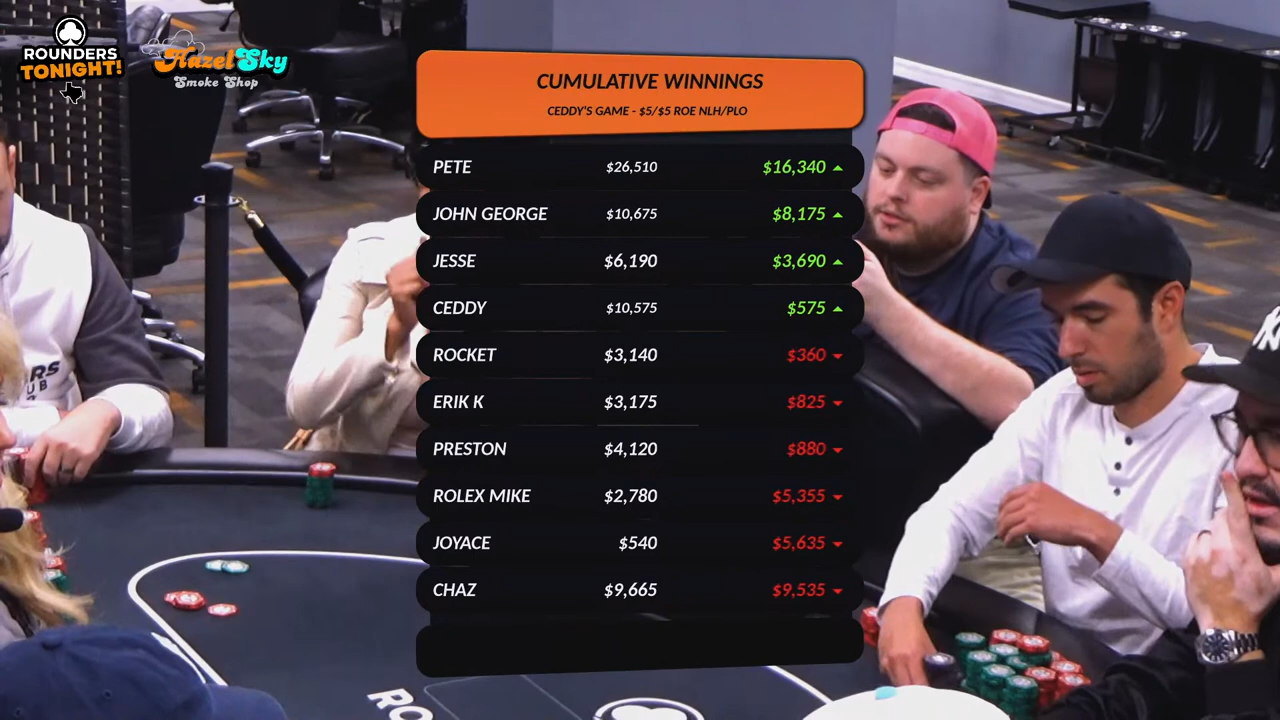 ROUNDERS
TONIGHT!
HazelSky
Smoke Shop
CUMULATIVE WINNINGS
CEDDY'S GAME - $5/$5 ROE NLH/PLO
PETE $26,510 $16,340
JOHN GEORGE $10,675 $8,175
JESSE $6,190 $3,690
CEDDY $10,575 $575
ROCKET $3,140 $360
ERIK K $3,175 $825
PRESTON $4,120 $880
ROLEX MIKE $2,780 $5,355
JOYACE $540 $5,635
CHAZ $9,665 $9,535
RO